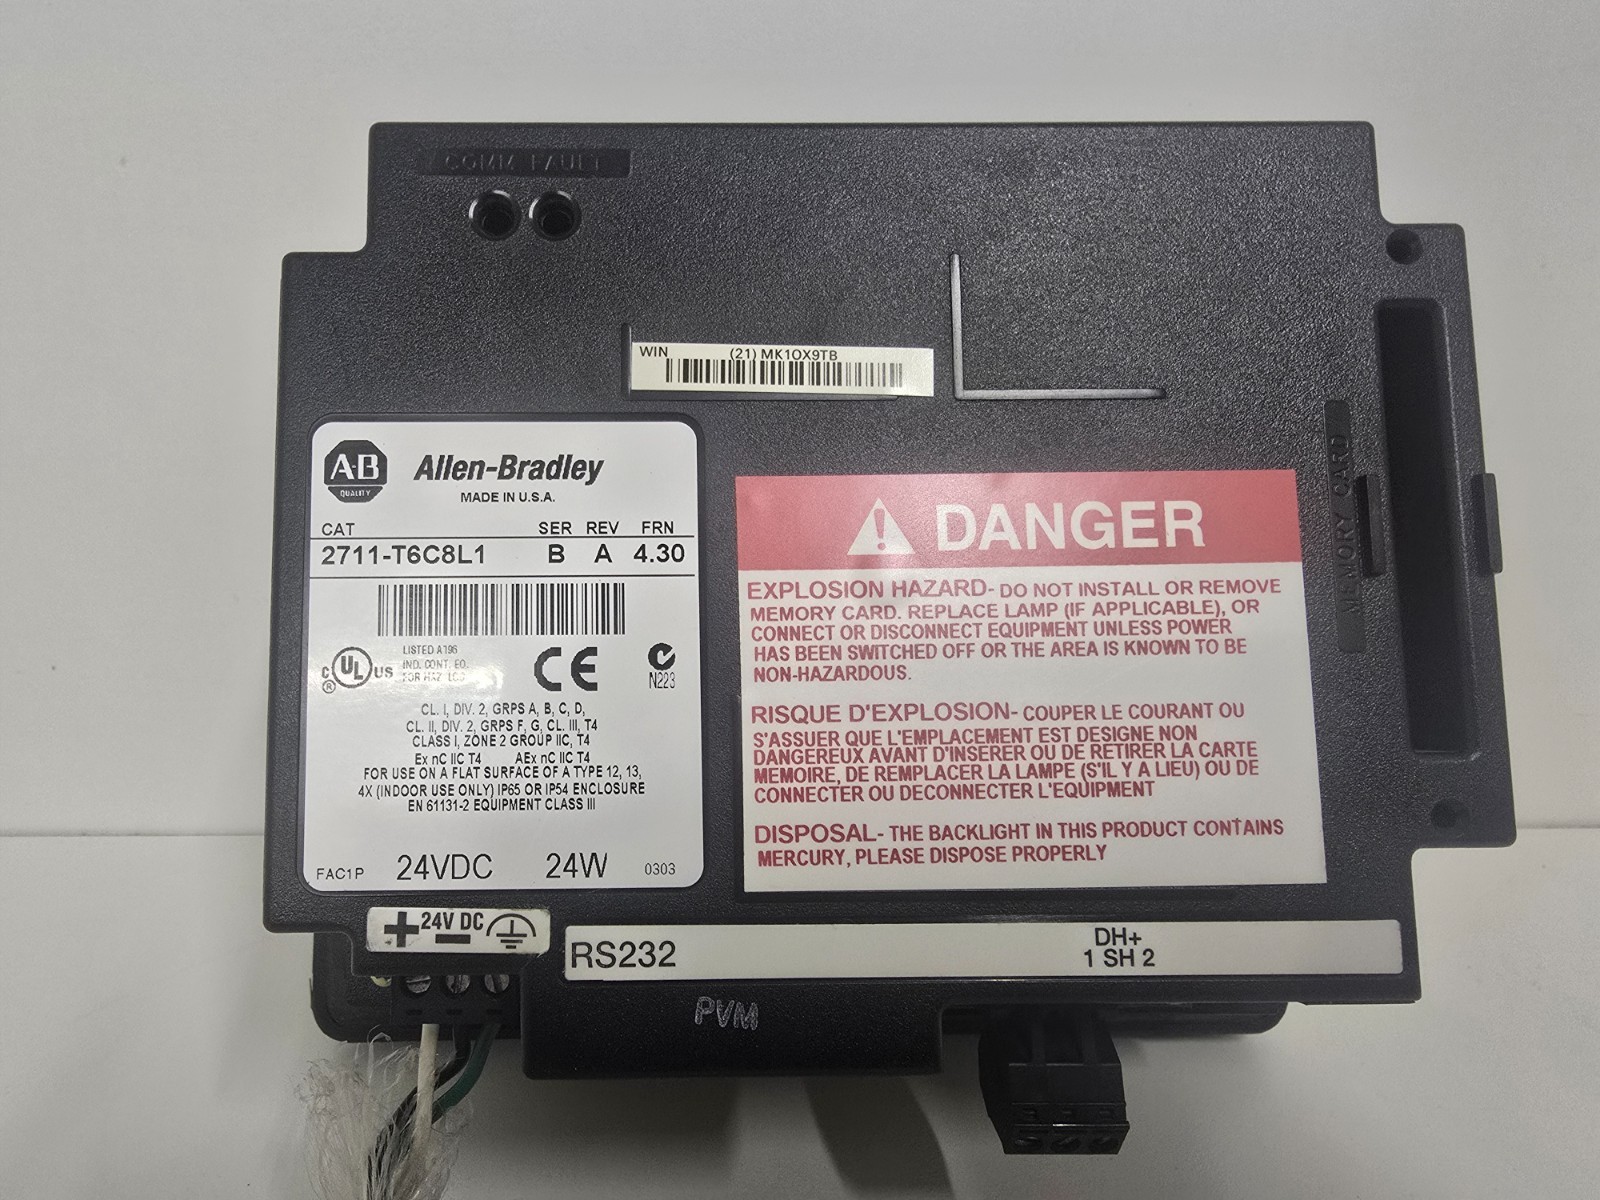 COMM FAULT
WIN (21) MK1OX9TB
A-B
QUALITY
Allen-Bradley
MADE IN U.S.A.
CAT SER REV FRN
2711-T6C8L1 B A 4.30
C UL US
®
LISTED A196
IND. CONT. EQ.
FOR HAZ. LOC.
CE
N223
CL. I, DIV. 2, GRPS A, B, C, D,
CL. II, DIV. 2, GRPS F, G, CL. III, T4
CLASS I, ZONE 2 GROUP IIC, T4
Ex nC IIC T4 AEx nC IIC T4
FOR USE ON A FLAT SURFACE OF A TYPE 12, 13,
4X (INDOOR USE ONLY) IP65 OR IP54 ENCLOSURE
EN 61131-2 EQUIPMENT CLASS III
FAC1P 24VDC 24W 0303
DANGER
EXPLOSION HAZARD- DO NOT INSTALL OR REMOVE
MEMORY CARD. REPLACE LAMP (IF APPLICABLE), OR
CONNECT OR DISCONNECT EQUIPMENT UNLESS POWER
HAS BEEN SWITCHED OFF OR THE AREA IS KNOWN TO BE
NON-HAZARDOUS.
RISQUE D'EXPLOSION- COUPER LE COURANT OU
S'ASSUER QUE L'EMPLACEMENT EST DESIGNE NON
DANGEREUX AVANT D'INSERER OU DE RETIRER LA CARTE
MEMOIRE, DE REMPLACER LA LAMPE (S'IL Y A LIEU) OU DE
CONNECTER OU DECONNECTER L'EQUIPMENT
DISPOSAL- THE BACKLIGHT IN THIS PRODUCT CONTAINS
MERCURY, PLEASE DISPOSE PROPERLY
MEMORY CARD
+ 24V DC -
RS232
DH+
1 SH 2
PVM